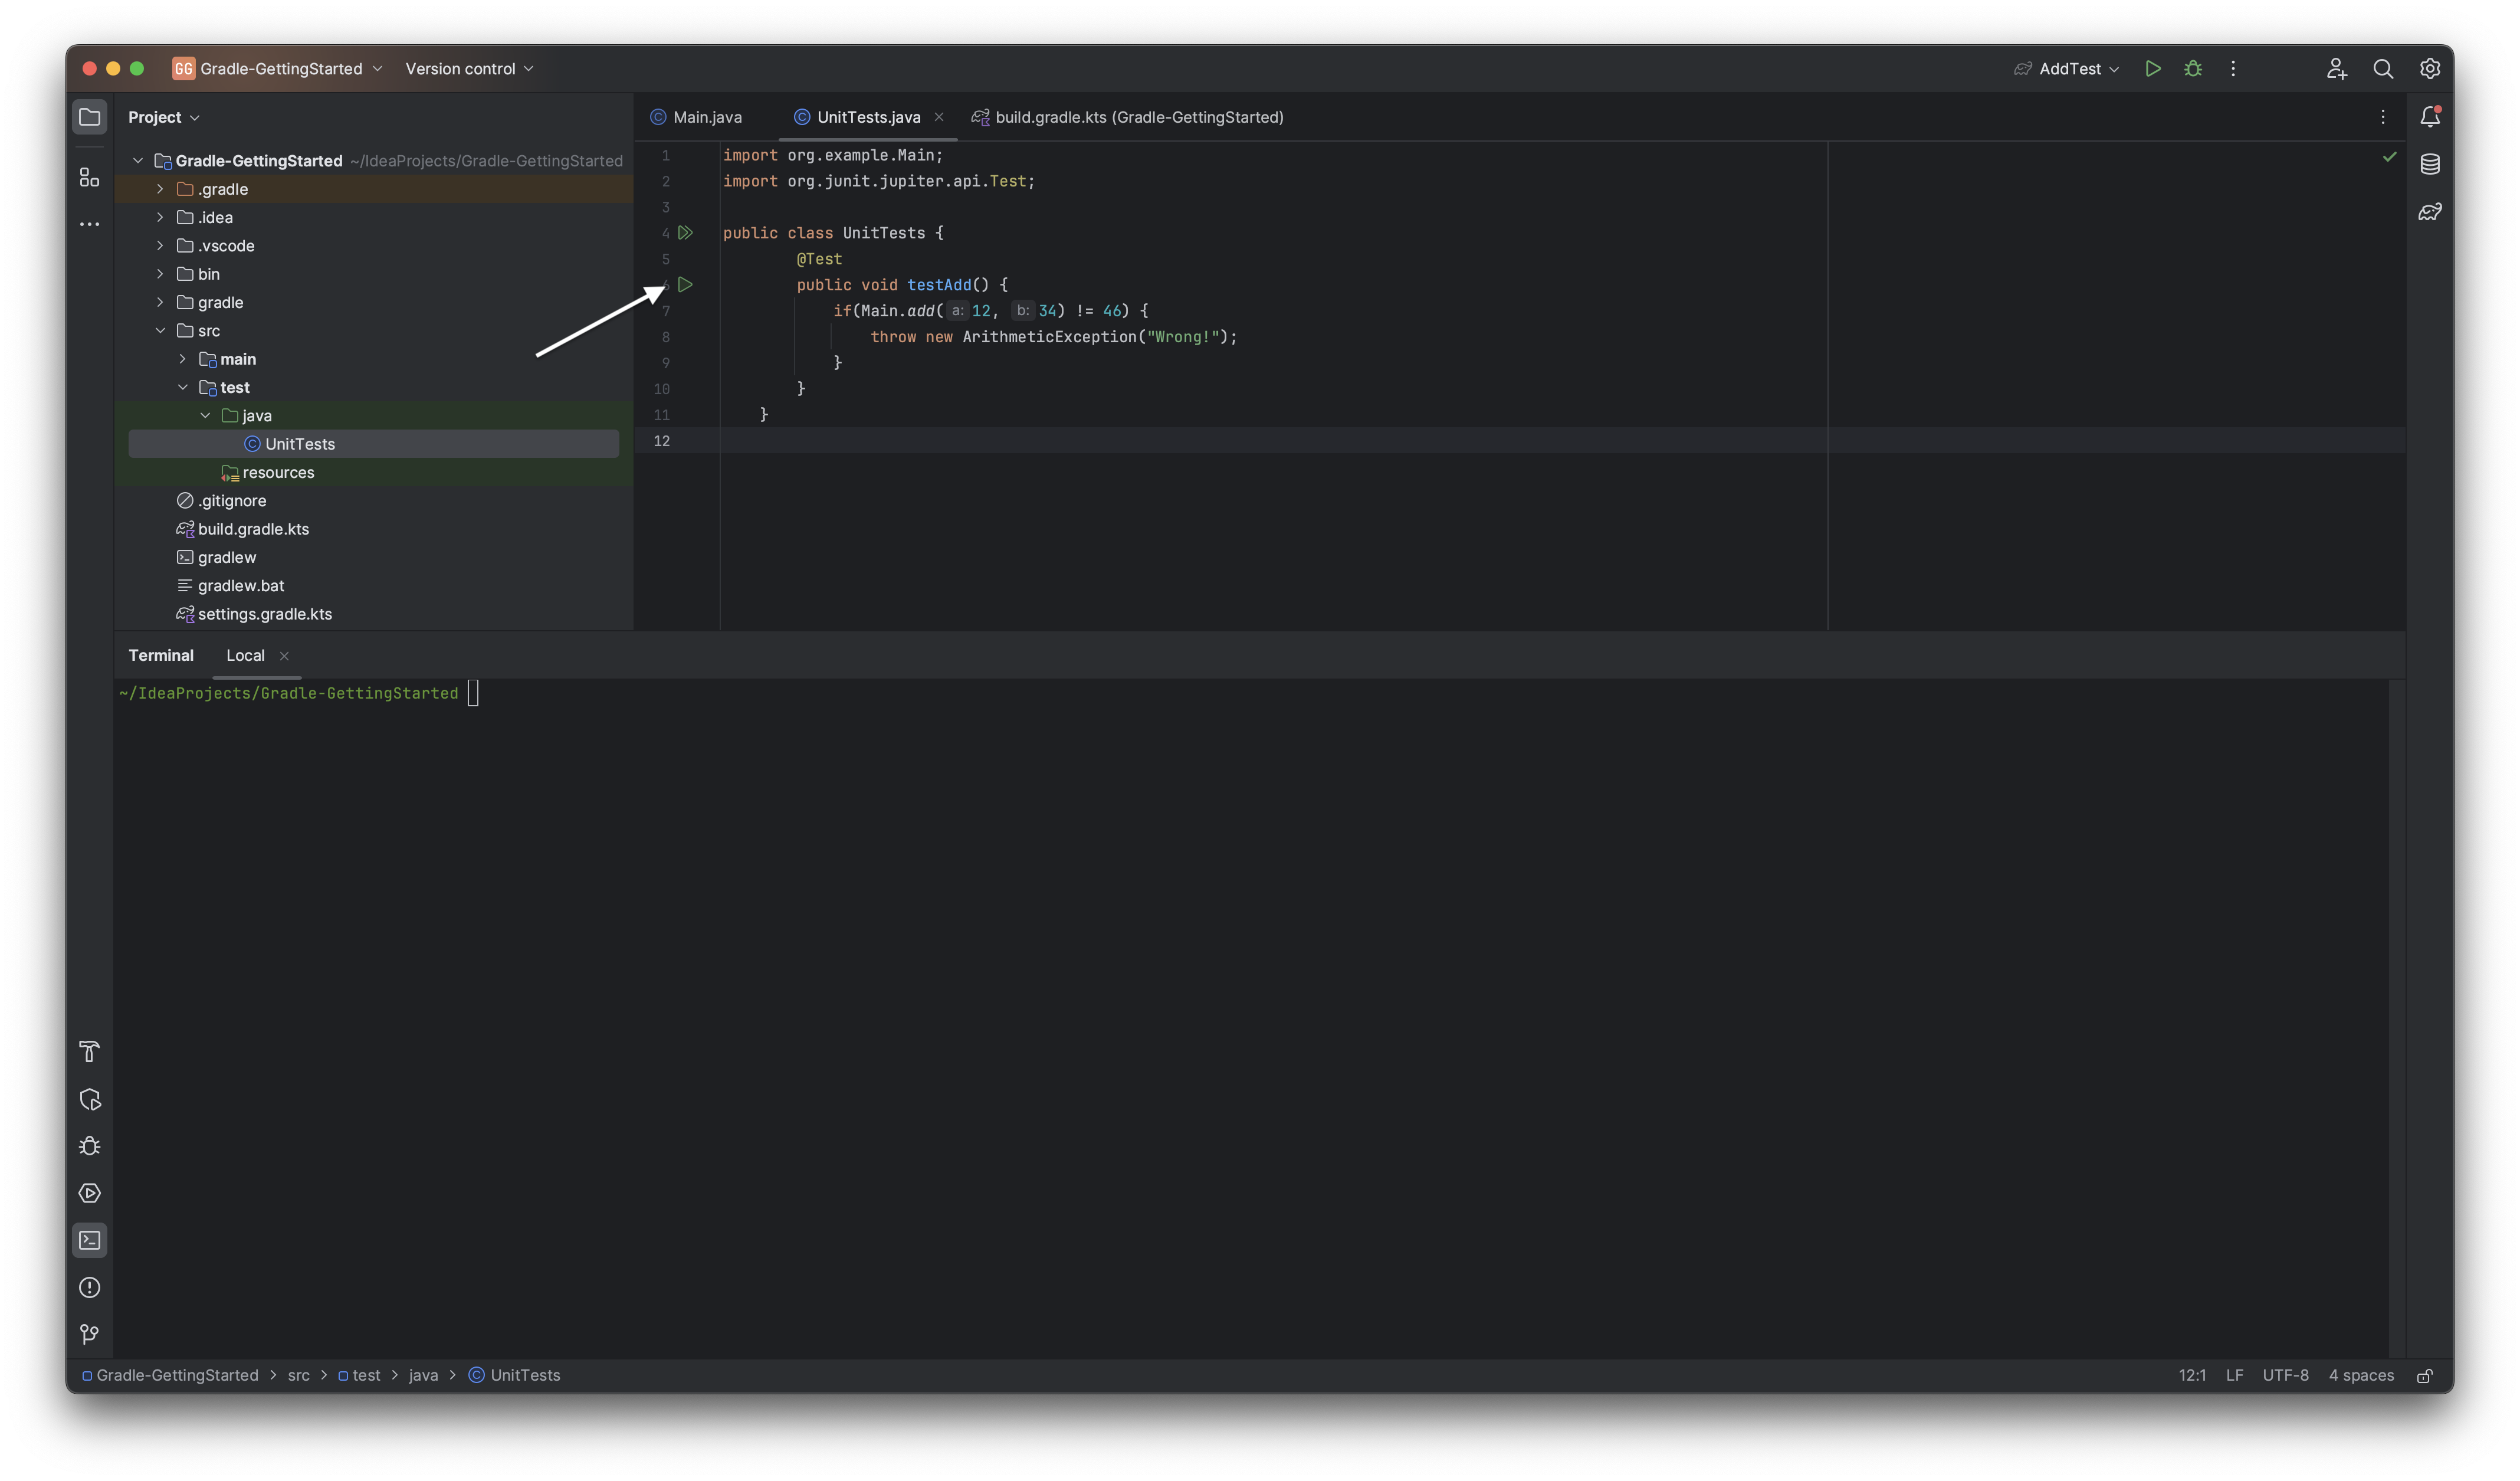 GG Gradle-GettingStarted Version control AddTest
Project
Main.java UnitTests.java build.gradle.kts (Gradle-GettingStarted)
Gradle-GettingStarted ~/IdeaProjects/Gradle-GettingStarted
.gradle
.idea
.vscode
bin
gradle
src
main
test
java
UnitTests
resources
.gitignore
build.gradle.kts
gradlew
gradlew.bat
settings.gradle.kts
1 import org.example.Main;
2 import org.junit.jupiter.api.Test;
3
4 public class UnitTests {
5 @Test
6 public void testAdd() {
7 if(Main.add( a: 12, b: 34) != 46) {
8 throw new ArithmeticException("Wrong!");
9 }
10 }
11 }
12
Terminal Local
~/IdeaProjects/Gradle-GettingStarted
Gradle-GettingStarted > src > test > java > UnitTests 12:1 LF UTF-8 4 spaces